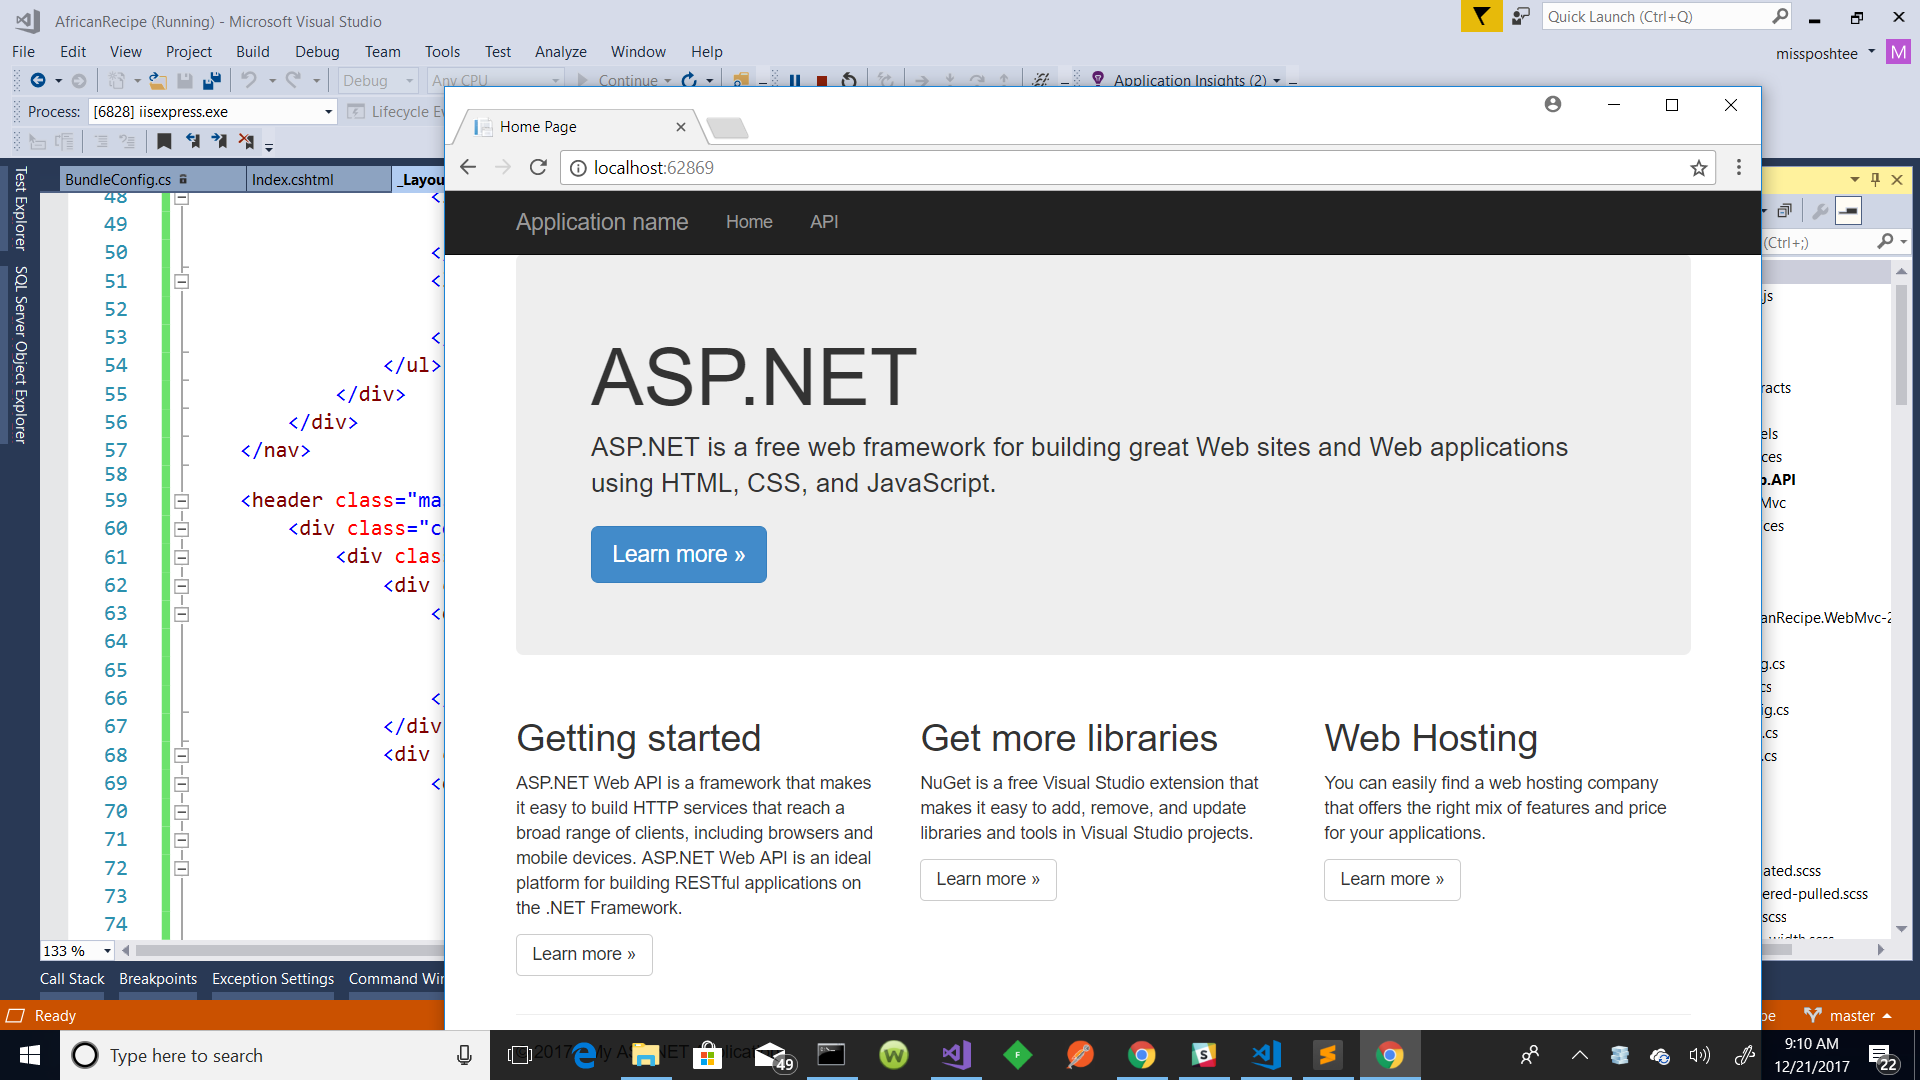 AfricanRecipe (Running) - Microsoft Visual Studio
Quick Launch (Ctrl+Q)
File Edit View Project Build Debug Team Tools Test Analyze Window Help
missposhtee
M
Debug Any CPU Continue Application Insights (2)
Process: [6828] iisexpress.exe Lifecycle
Home Page
localhost:62869
BundleConfig.cs Index.cshtml _Layou
Test Explorer
SQL Server Object Explorer
Application name Home API
(Ctrl+;)
48 <
49
50 <
51 <
52
53 <
54 </ul>
55 </div>
56 </div>
57 </nav>
58
59 <header class="ma
60 <div class="c
61 <div clas
62 <div
63 <
64
65
66 <
67 </div
68 <div
69 <
70
71
72
73
74
ASP.NET
ASP.NET is a free web framework for building great Web sites and Web applications
using HTML, CSS, and JavaScript.
Learn more »
Getting started
ASP.NET Web API is a framework that makes
it easy to build HTTP services that reach a
broad range of clients, including browsers and
mobile devices. ASP.NET Web API is an ideal
platform for building RESTful applications on
the .NET Framework.
Learn more »
Get more libraries
NuGet is a free Visual Studio extension that
makes it easy to add, remove, and update
libraries and tools in Visual Studio projects.
Learn more »
Web Hosting
You can easily find a web hosting company
that offers the right mix of features and price
for your applications.
Learn more »
js
racts
els
ces
.API
Mvc
ces
anRecipe.WebMvc-2
g.cs
cs
ig.cs
.cs
.cs
ated.scss
ered-pulled.scss
scss
width.scss
133 %
Call Stack Breakpoints Exception Settings Command Win
Ready
pe master
© 2017 - My ASP.NET Applicati
Type here to search
49
9:10 AM
12/21/2017
22